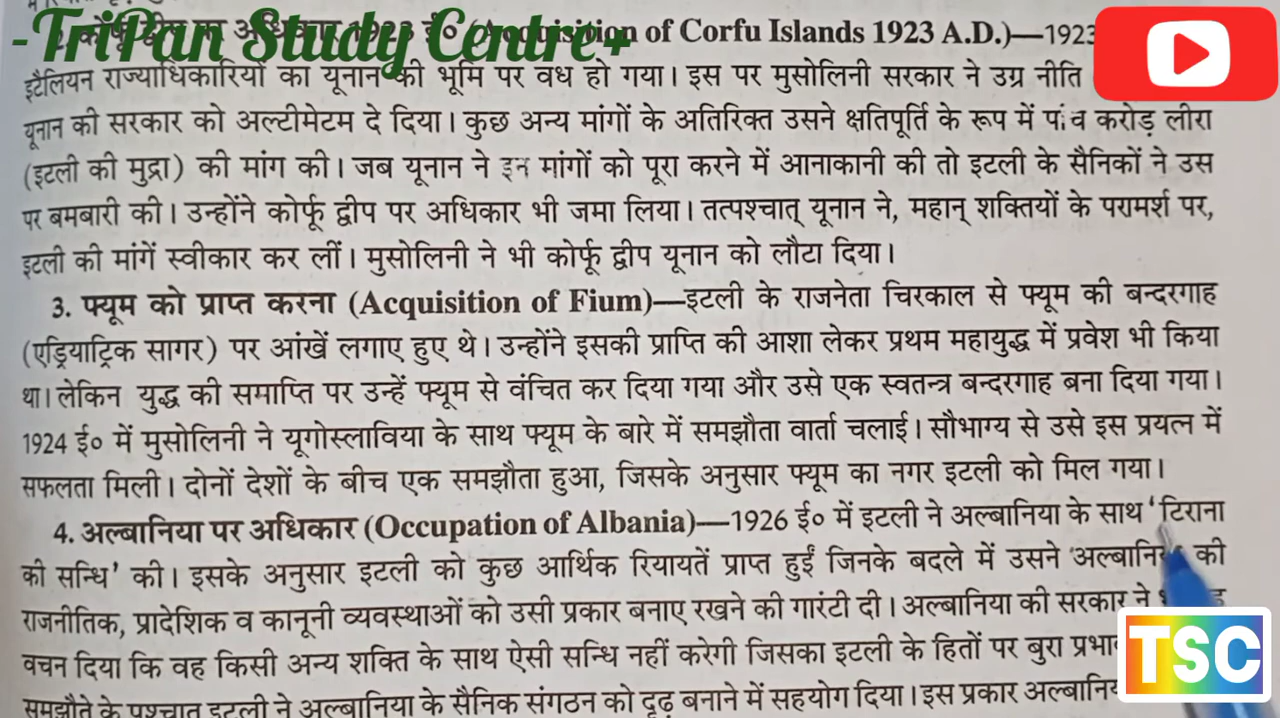 -TriPan Study Centre+
of Corfu Islands 1923 A.D.)—1923
इटैलियन राज्याधिकारियों का यूनान की भूमि पर वध हो गया। इस पर मुसोलिनी सरकार ने उग्र नीति
यूनान की सरकार को अल्टीमेटम दे दिया। कुछ अन्य मांगों के अतिरिक्त उसने क्षतिपूर्ति के रूप में पांच करोड़ लीरा
(इटली की मुद्रा) की मांग की। जब यूनान ने इन मांगों को पूरा करने में आनाकानी की तो इटली के सैनिकों ने उस
पर बमबारी की। उन्होंने कोर्फू द्वीप पर अधिकार भी जमा लिया। तत्पश्चात् यूनान ने, महान् शक्तियों के परामर्श पर,
इटली की मांगें स्वीकार कर लीं। मुसोलिनी ने भी कोर्फू द्वीप यूनान को लौटा दिया।
3. फ्यूम को प्राप्त करना (Acquisition of Fium)—इटली के राजनेता चिरकाल से फ्यूम की बन्दरगाह
(एड्रियाट्रिक सागर) पर आंखें लगाए हुए थे। उन्होंने इसकी प्राप्ति की आशा लेकर प्रथम महायुद्ध में प्रवेश भी किया
था। लेकिन युद्ध की समाप्ति पर उन्हें फ्यूम से वंचित कर दिया गया और उसे एक स्वतन्त्र बन्दरगाह बना दिया गया।
1924 ई० में मुसोलिनी ने यूगोस्लाविया के साथ फ्यूम के बारे में समझौता वार्ता चलाई। सौभाग्य से उसे इस प्रयत्न में
सफलता मिली। दोनों देशों के बीच एक समझौता हुआ, जिसके अनुसार फ्यूम का नगर इटली को मिल गया।
4. अल्बानिया पर अधिकार (Occupation of Albania)—1926 ई० में इटली ने अल्बानिया के साथ ‘टिराना
की सन्धि’ की। इसके अनुसार इटली को कुछ आर्थिक रियायतें प्राप्त हुईं जिनके बदले में उसने की
राजनीतिक, प्रादेशिक व कानूनी व्यवस्थाओं को उसी प्रकार बनाए रखने की गारंटी दी। अल्बानिया की सरकार ने
वचन दिया कि वह किसी अन्य शक्ति के साथ ऐसी सन्धि नहीं करेगी जिसका इटली के हितों पर बुरा
समझौते के पश्चात इटली ने अल्बानिया के सैनिक संगठन को दृढ़ बनाने में सहयोग दिया। इस प्रकार
TSC